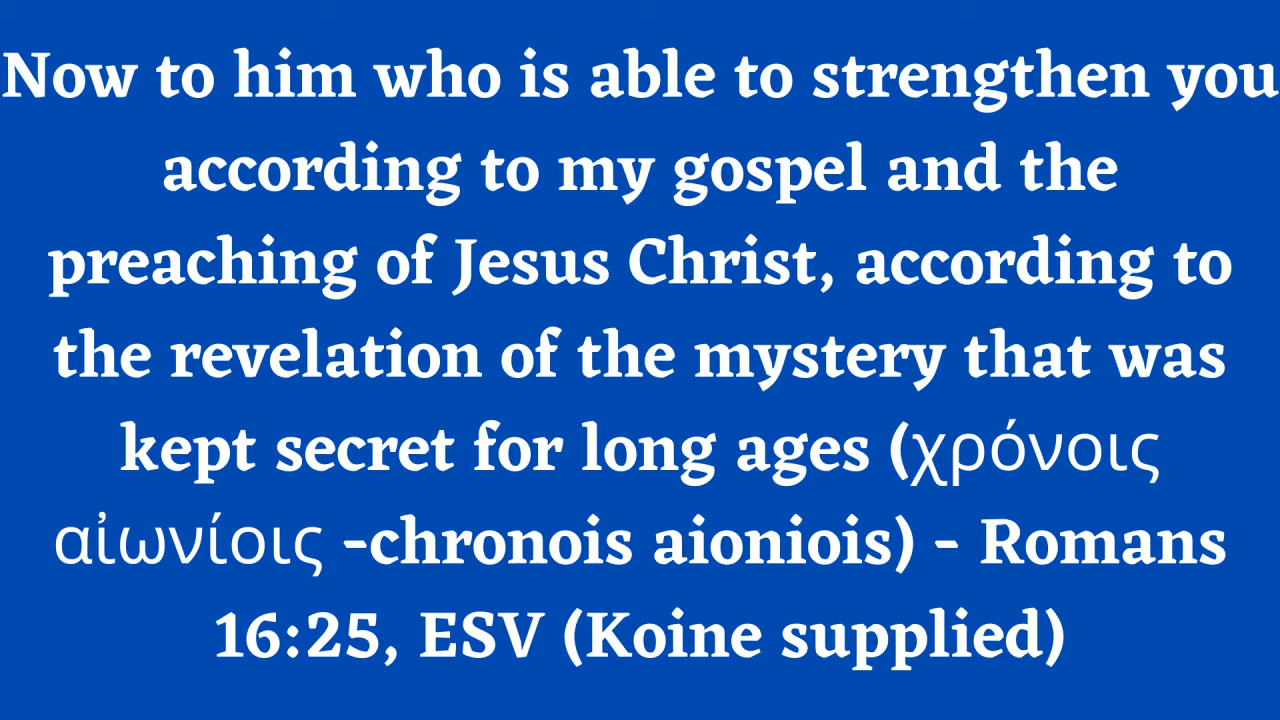 Now to him who is able to strengthen you
according to my gospel and the
preaching of Jesus Christ, according to
the revelation of the mystery that was
kept secret for long ages (χρόνοις
αἰωνίοις -chronois aioniois) - Romans
16:25, ESV (Koine supplied)